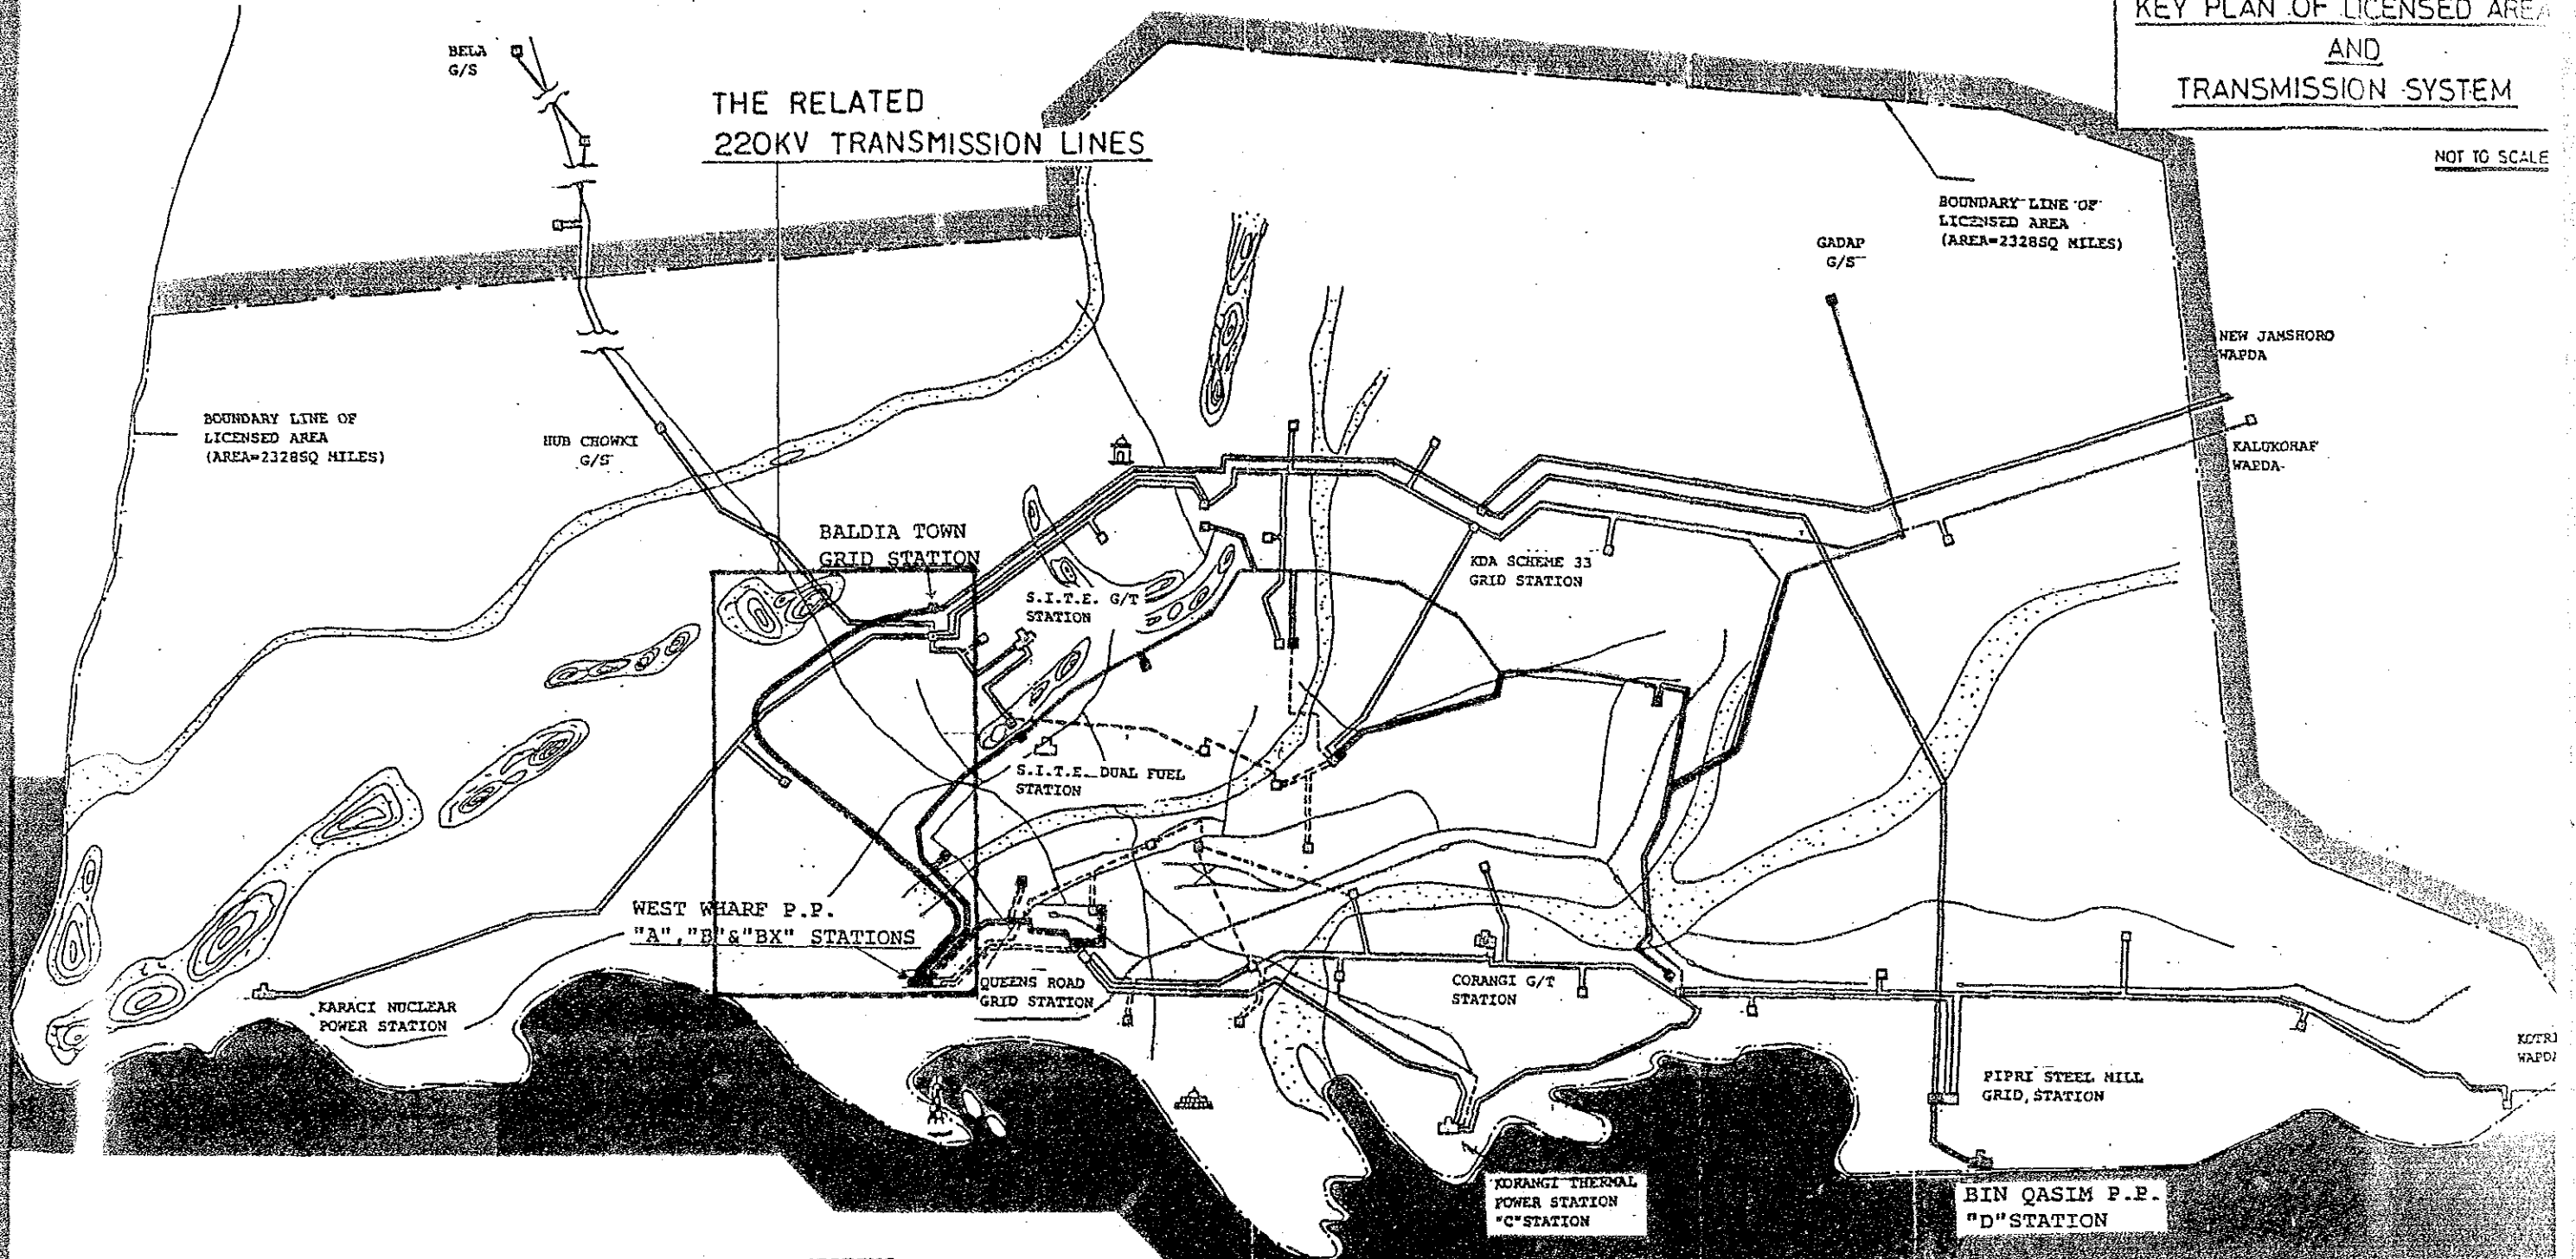 KEY PLAN OF LICENSED AREA
AND
TRANSMISSION SYSTEM
NOT TO SCALE
BELA
G/S
THE RELATED
220KV TRANSMISSION LINES
BOUNDARY LINE OF
LICENSED AREA
(AREA=2328SQ MILES)
GADAP
G/S
NEW JAMSHORO
WAPDA
KALUKOHAF
WAPDA
BOUNDARY LINE OF
LICENSED AREA
(AREA=2328SQ MILES)
HUB CHOWKI
G/S
BALDIA TOWN
GRID STATION
S.I.T.E. G/T
STATION
KDA SCHEME 33
GRID STATION
S.I.T.E. DUAL FUEL
STATION
WEST WHARF P.P.
"A","B"&"BX" STATIONS
QUEENS ROAD
GRID STATION
CORANGI G/T
STATION
KARACI NUCLEAR
POWER STATION
KOTRI
WAPDA
PIPRI STEEL MILL
GRID STATION
KORANGI THERMAL
POWER STATION
"C"STATION
BIN QASIM P.P.
"D"STATION